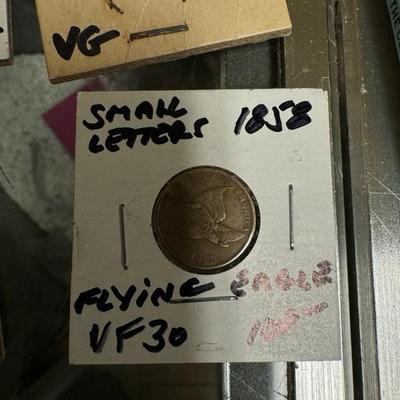 VG
SMALL 1858
LETTERS
FLYING EAGLE
VF30